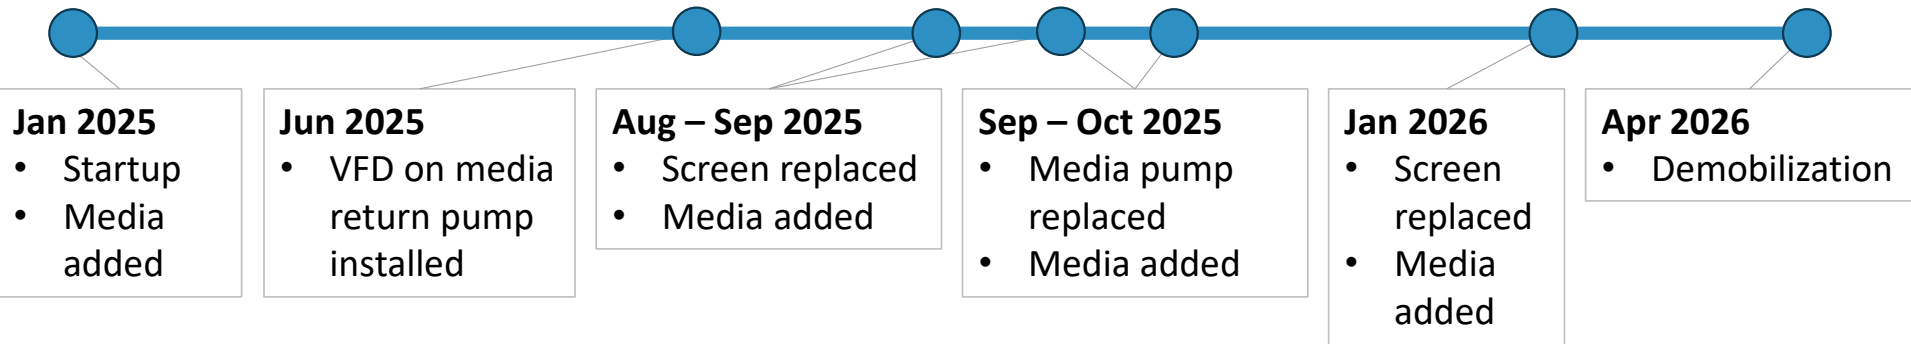 Jan 2025
• Startup
• Media
added
Jun 2025
• VFD on media
return pump
installed
Aug – Sep 2025
• Screen replaced
• Media added
Sep – Oct 2025
• Media pump
replaced
• Media added
Jan 2026
• Screen
replaced
• Media
added
Apr 2026
• Demobilization